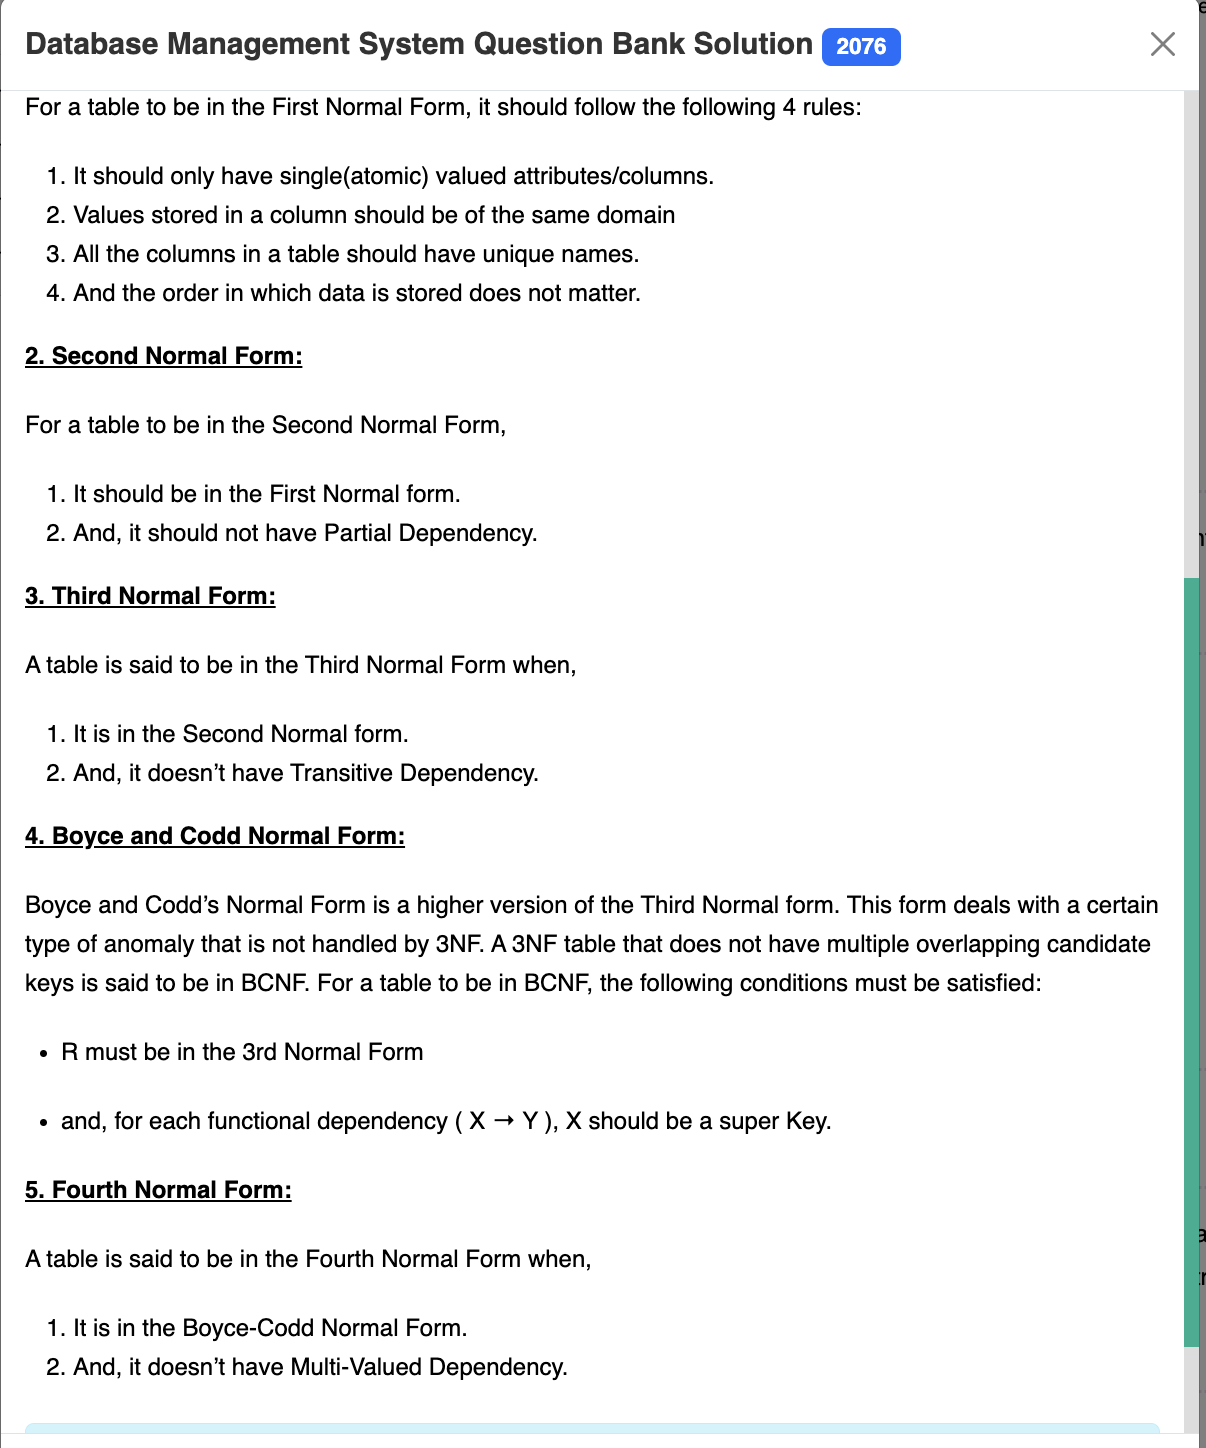 Database Management System Question Bank Solution 2076
For a table to be in the First Normal Form, it should follow the following 4 rules:
1. It should only have single(atomic) valued attributes/columns.
2. Values stored in a column should be of the same domain
3. All the columns in a table should have unique names.
4. And the order in which data is stored does not matter.
2. Second Normal Form:
For a table to be in the Second Normal Form,
1. It should be in the First Normal form.
2. And, it should not have Partial Dependency.
3. Third Normal Form:
A table is said to be in the Third Normal Form when,
1. It is in the Second Normal form.
2. And, it doesn’t have Transitive Dependency.
4. Boyce and Codd Normal Form:
Boyce and Codd’s Normal Form is a higher version of the Third Normal form. This form deals with a certain
type of anomaly that is not handled by 3NF. A 3NF table that does not have multiple overlapping candidate
keys is said to be in BCNF. For a table to be in BCNF, the following conditions must be satisfied:
• R must be in the 3rd Normal Form
• and, for each functional dependency ( X → Y ), X should be a super Key.
5. Fourth Normal Form:
A table is said to be in the Fourth Normal Form when,
1. It is in the Boyce-Codd Normal Form.
2. And, it doesn’t have Multi-Valued Dependency.